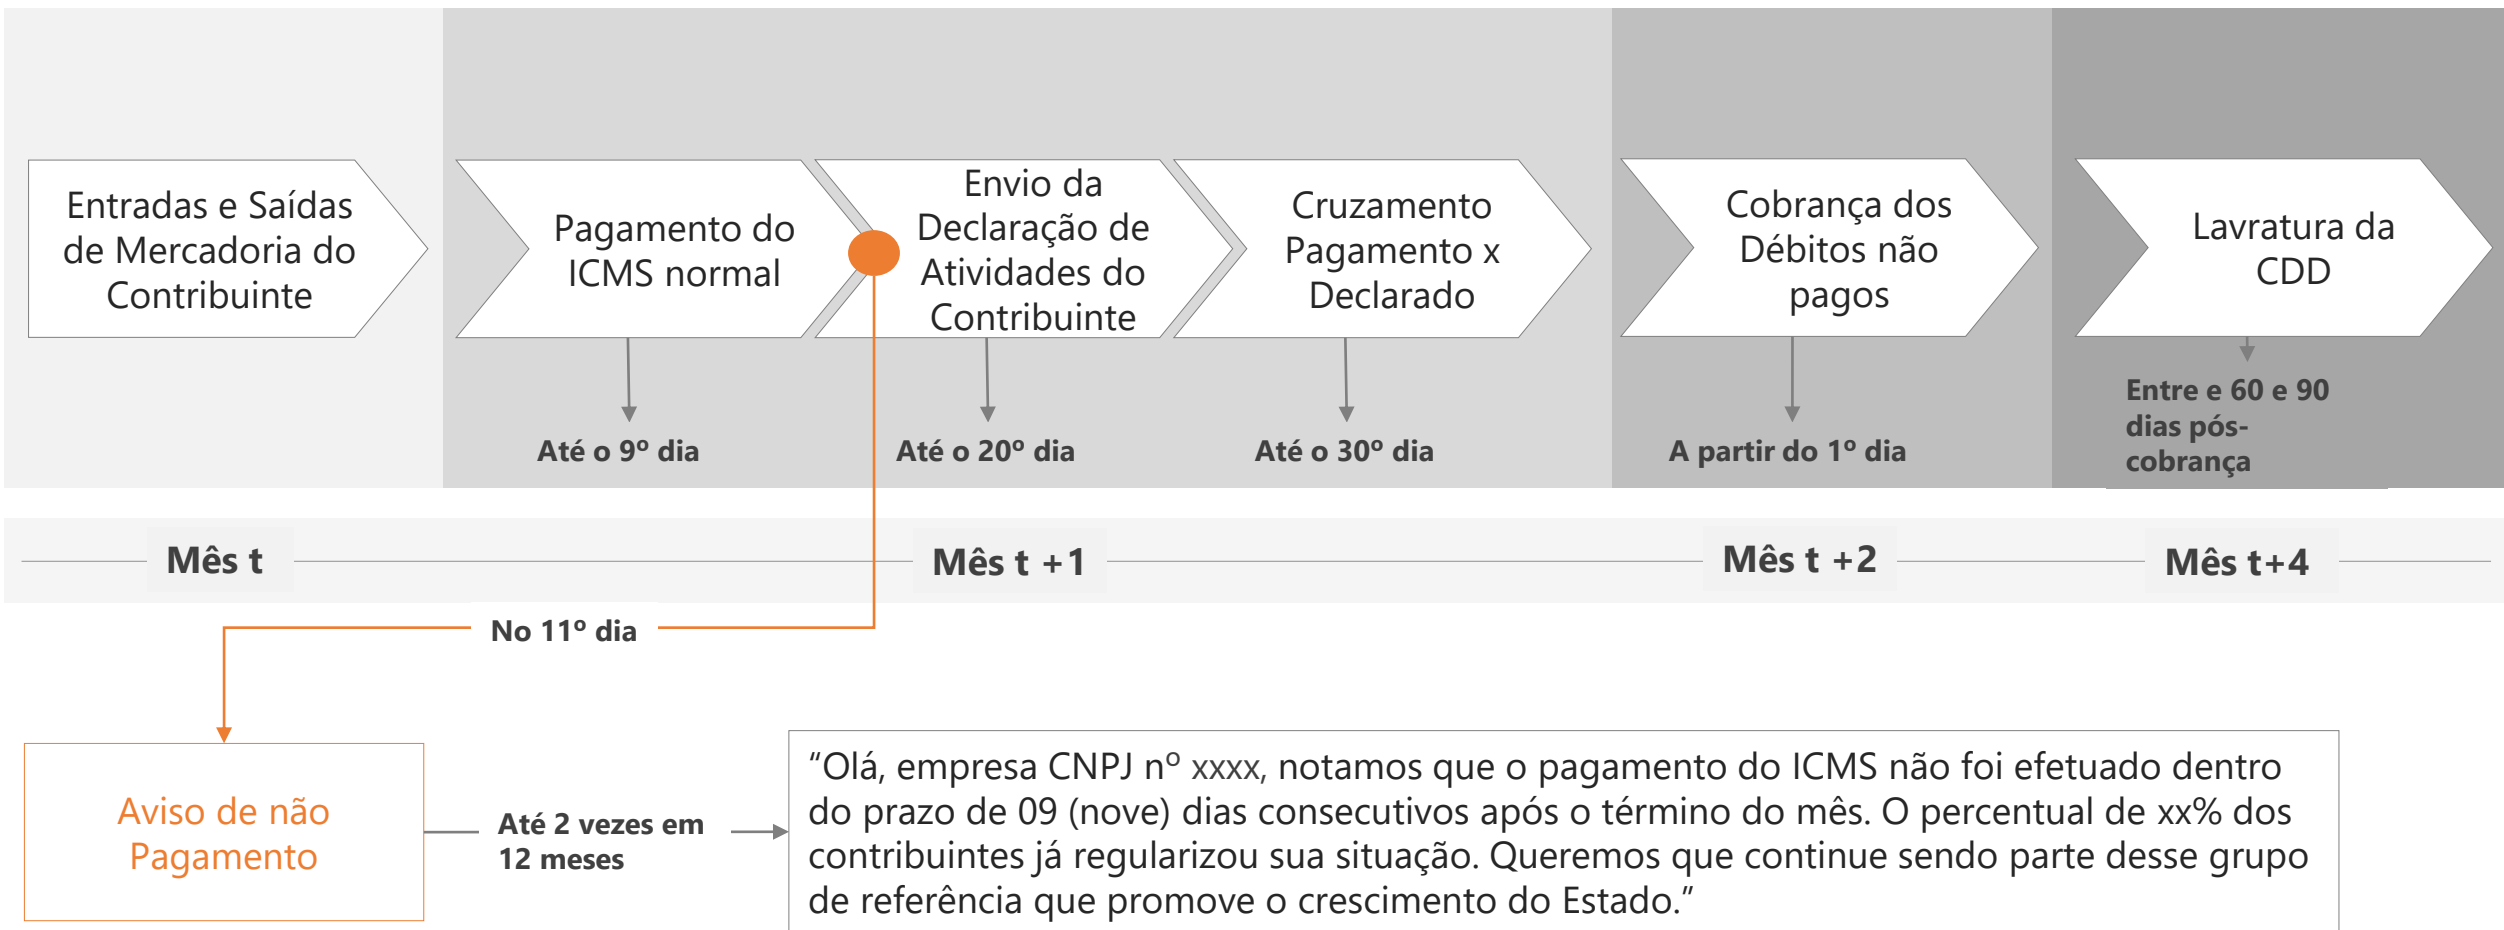 Entradas e Saídas
de Mercadoria do
Contribuinte
Pagamento do
ICMS normal
Envio da
Declaração de
Atividades do
Contribuinte
Cruzamento
Pagamento x
Declarado
Cobrança dos
Débitos não
pagos
Lavratura da
CDD
Até o 9º dia
Até o 20º dia
Até o 30º dia
A partir do 1º dia
Entre e 60 e 90
dias pós-
cobrança
Mês t
Mês t +1
Mês t +2
Mês t+4
No 11º dia
Aviso de não
Pagamento
Até 2 vezes em
12 meses
“Olá, empresa CNPJ nº xxxx, notamos que o pagamento do ICMS não foi efetuado dentro
do prazo de 09 (nove) dias consecutivos após o término do mês. O percentual de xx% dos
contribuintes já regularizou sua situação. Queremos que continue sendo parte desse grupo
de referência que promove o crescimento do Estado.”